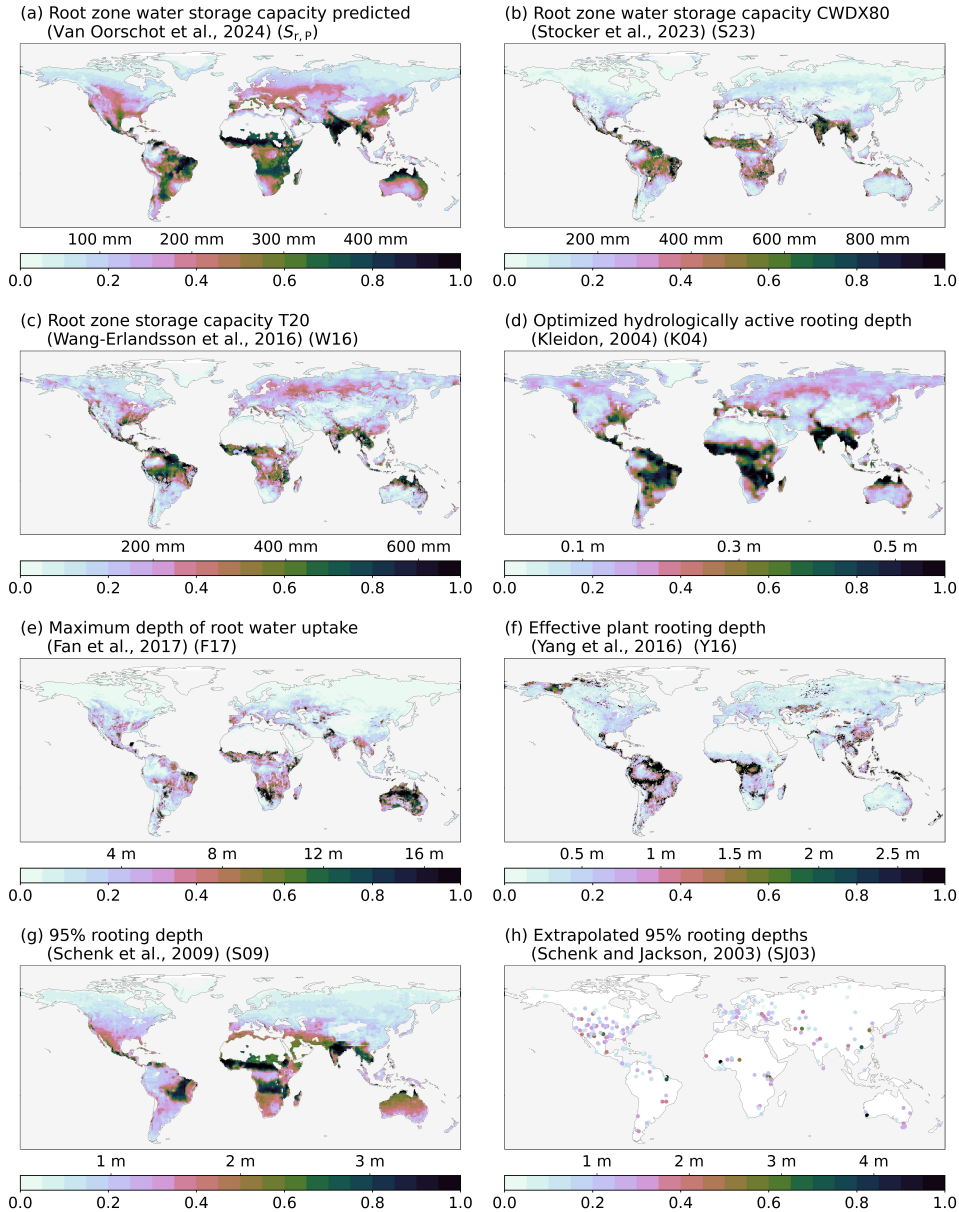 (a) Root zone water storage capacity predicted
(Van Oorschot et al., 2024) (Sr,P)
100 mm 200 mm 300 mm 400 mm
0.0 0.2 0.4 0.6 0.8 1.0
(b) Root zone water storage capacity CWDX80
(Stocker et al., 2023) (S23)
200 mm 400 mm 600 mm 800 mm
0.0 0.2 0.4 0.6 0.8 1.0
(c) Root zone storage capacity T20
(Wang-Erlandsson et al., 2016) (W16)
200 mm 400 mm 600 mm
0.0 0.2 0.4 0.6 0.8 1.0
(d) Optimized hydrologically active rooting depth
(Kleidon, 2004) (K04)
0.1 m 0.3 m 0.5 m
0.0 0.2 0.4 0.6 0.8 1.0
(e) Maximum depth of root water uptake
(Fan et al., 2017) (F17)
4 m 8 m 12 m 16 m
0.0 0.2 0.4 0.6 0.8 1.0
(f) Effective plant rooting depth
(Yang et al., 2016) (Y16)
0.5 m 1 m 1.5 m 2 m 2.5 m
0.0 0.2 0.4 0.6 0.8 1.0
(g) 95% rooting depth
(Schenk et al., 2009) (S09)
1 m 2 m 3 m
0.0 0.2 0.4 0.6 0.8 1.0
(h) Extrapolated 95% rooting depths
(Schenk and Jackson, 2003) (SJ03)
1 m 2 m 3 m 4 m
0.0 0.2 0.4 0.6 0.8 1.0